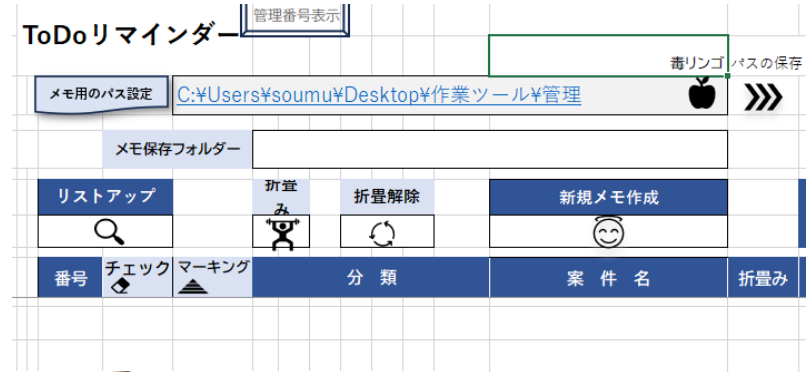 管理番号表示
ToDoリマインダー
毒リンゴ
パスの保存
メモ用のパス設定
C:¥Users¥soumu¥Desktop¥作業ツール¥管理
メモ保存フォルダー
リストアップ
折畳
み
折畳解除
新規メモ作成
番号
チェック
マーキング
分 類
案 件 名
折畳み